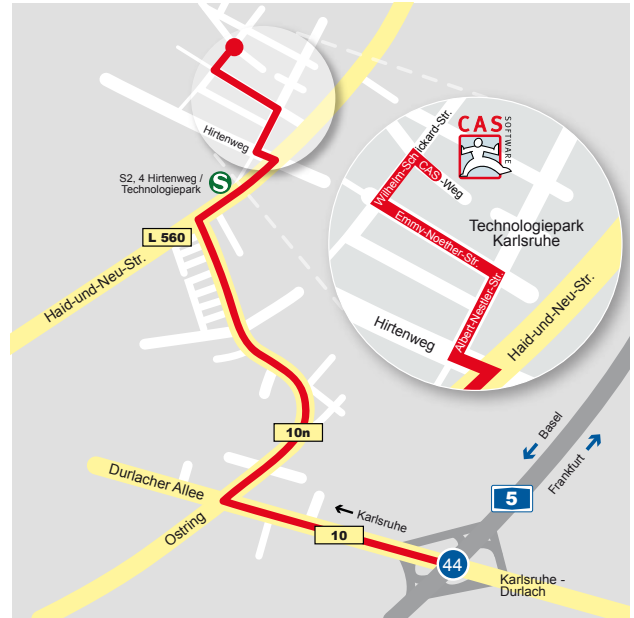 Hirtenweg
S2, 4 Hirtenweg /
Technologiepark
S
L 560
Haid-und-Neu-Str.
CAS
SOFTWARE
Wilhelm-Schickard-Str.
CAS-Weg
Emmy-Noether-Str.
Technologiepark
Karlsruhe
Albert-Nestler-Str.
Hirtenweg
Haid-und-Neu-Str.
10n
Durlacher Allee
Ostring
Karlsruhe
10
Basel
Frankfurt
5
44
Karlsruhe -
Durlach